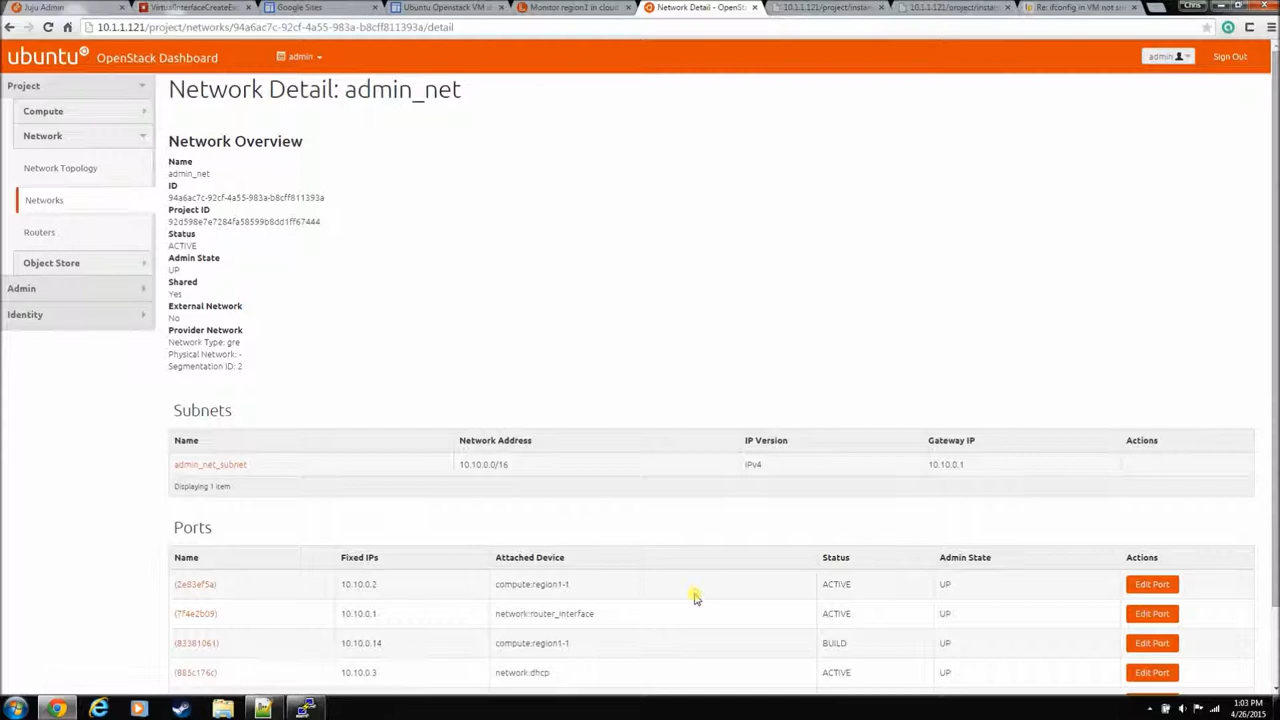 Juju Admin
VirtualInterfaceCreateEx
Google Sites
Ubuntu Openstack VM
Monitor region1 in cloud
Network Detail - OpenSt
10.1.1.121/project/instan
10.1.1.121/project/instan
Re: ifconfig in VM not se
Chris
10.1.1.121/project/networks/94a6ac7c-92cf-4a55-983a-b8cff811393a/detail
ubuntu OpenStack Dashboard
admin
admin
Sign Out
Project
Compute
Network
Network Topology
Networks
Routers
Object Store
Admin
Identity
Network Detail: admin_net
Network Overview
Name
admin_net
ID
94a6ac7c-92cf-4a55-983a-b8cff811393a
Project ID
92d598e7e7284fa58599b8dd1ff67444
Status
ACTIVE
Admin State
UP
Shared
Yes
External Network
No
Provider Network
Network Type: gre
Physical Network: -
Segmentation ID: 2
Subnets
Name Network Address IP Version Gateway IP Actions
admin_net_subnet 10.10.0.0/16 IPv4 10.10.0.1
Displaying 1 item
Ports
Name Fixed IPs Attached Device Status Admin State Actions
(2e83ef5a) 10.10.0.2 compute:region1-1 ACTIVE UP Edit Port
(7f4e2b09) 10.10.0.1 network:router_interface ACTIVE UP Edit Port
(83381061) 10.10.0.14 compute:region1-1 BUILD UP Edit Port
(885c176c) 10.10.0.3 network:dhcp ACTIVE UP Edit Port
1:03 PM
4/26/2015